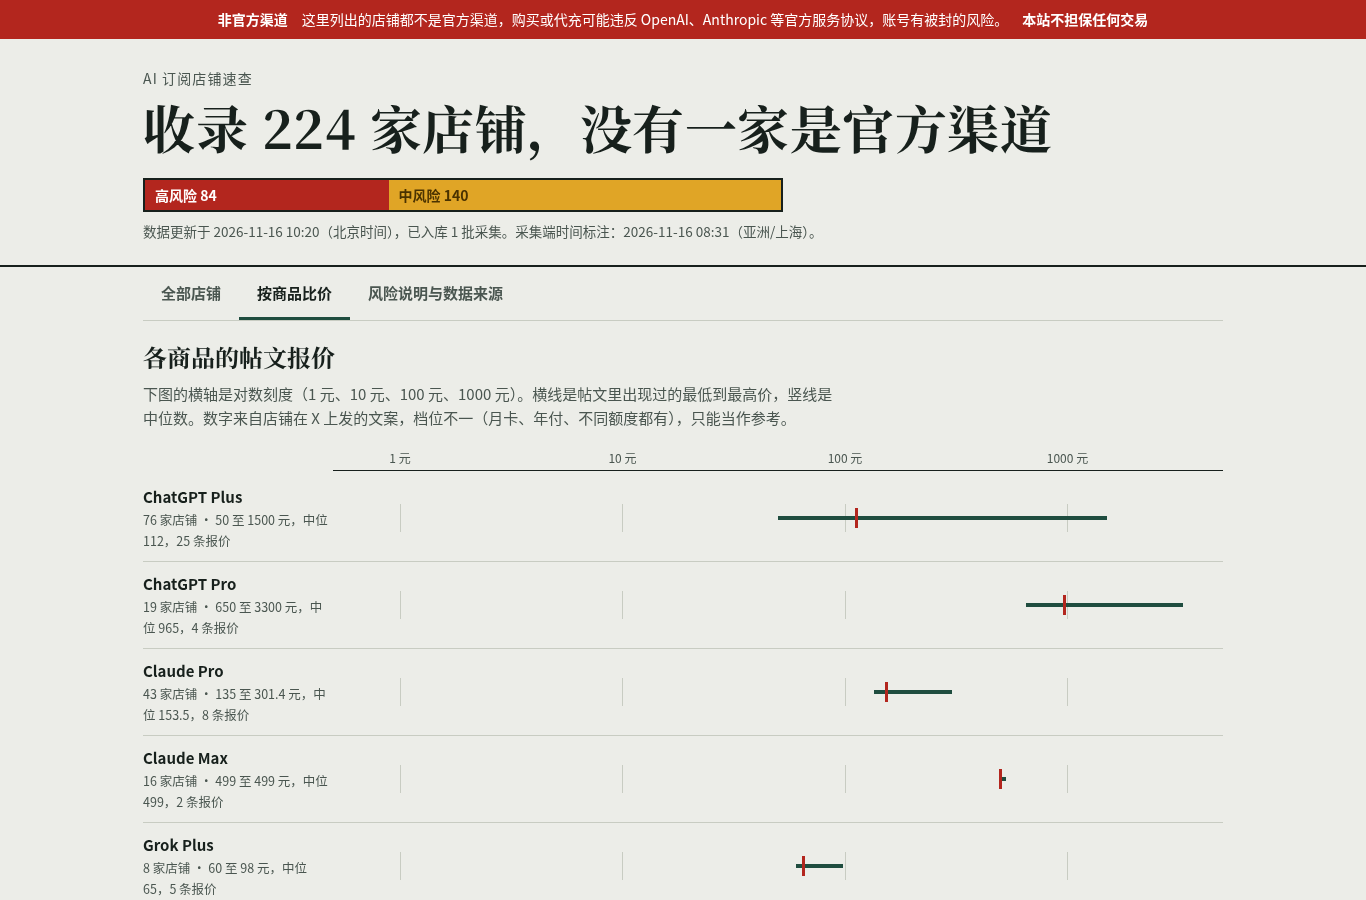 非官方渠道 这里列出的店铺都不是官方渠道，购买或代充可能违反 OpenAI、Anthropic 等官方服务协议，账号有被封的风险。 本站不担保任何交易
AI 订阅店铺速查
收录 224 家店铺，没有一家是官方渠道
高风险 84 中风险 140
数据更新于 2026-11-16 10:20（北京时间），已入库 1 批采集。采集端时间标注：2026-11-16 08:31（亚洲/上海）。
全部店铺 按商品比价 风险说明与数据来源
各商品的帖文报价
下图的横轴是对数刻度（1 元、10 元、100 元、1000 元）。横线是帖文里出现过的最低到最高价，竖线是
中位数。数字来自店铺在 X 上发的文案，档位不一（月卡、年付、不同额度都有），只能当作参考。
1 元 10 元 100 元 1000 元
ChatGPT Plus
76 家店铺 · 50 至 1500 元，中位
112，25 条报价
ChatGPT Pro
19 家店铺 · 650 至 3300 元，中
位 965，4 条报价
Claude Pro
43 家店铺 · 135 至 301.4 元，中
位 153.5，8 条报价
Claude Max
16 家店铺 · 499 至 499 元，中位
499，2 条报价
Grok Plus
8 家店铺 · 60 至 98 元，中位
65，5 条报价